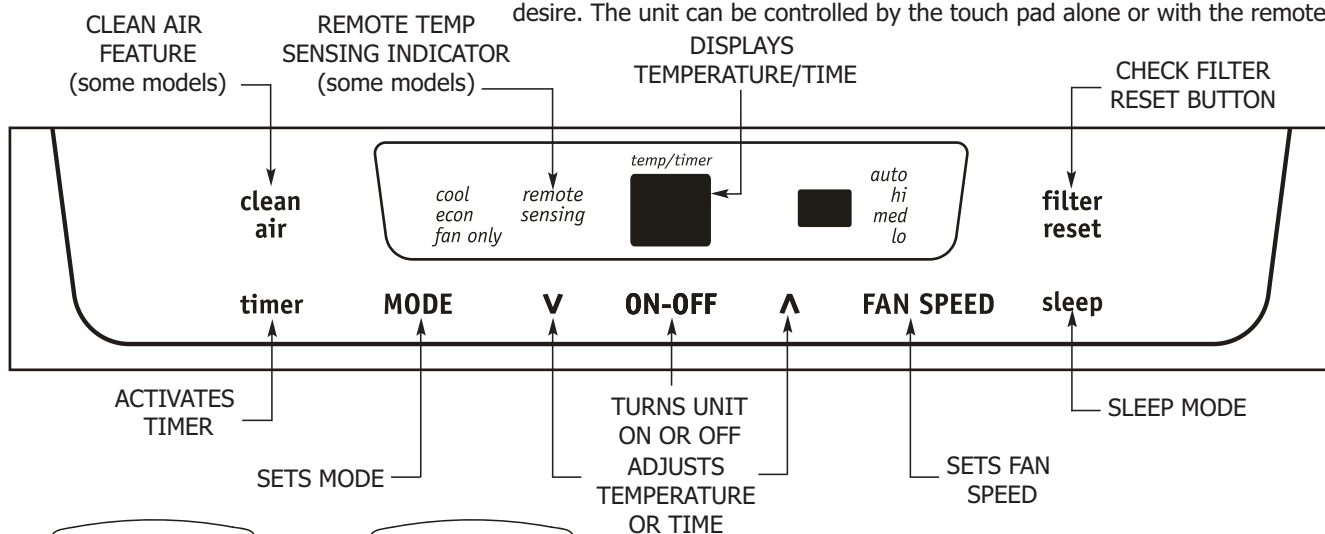 desire. The unit can be controlled by the touch pad alone or with the remote
CLEAN AIR
FEATURE
(some models)
REMOTE TEMP
SENSING INDICATOR
(some models)
DISPLAYS
TEMPERATURE/TIME
CHECK FILTER
RESET BUTTON
clean
air
cool
econ
fan only
remote
sensing
temp/timer
auto
hi
med
lo
filter
reset
timer
MODE
V
ON-OFF
Λ
FAN SPEED
sleep
ACTIVATES
TIMER
SETS MODE
TURNS UNIT
ON OR OFF
ADJUSTS
TEMPERATURE
OR TIME
SETS FAN
SPEED
SLEEP MODE